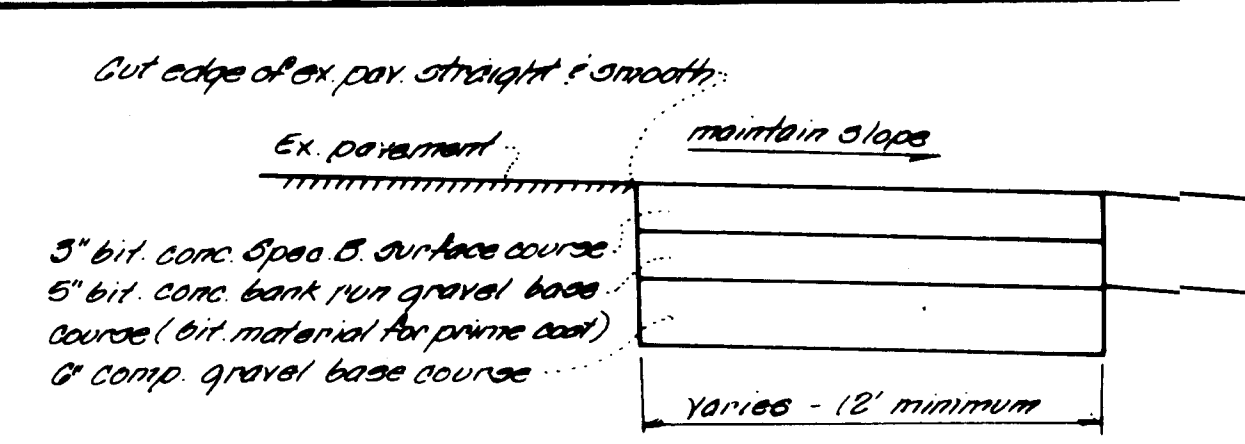 Cut edge of ex. pav. straight & smooth
Ex. pavement
maintain slope
3" bit. conc. Spec. B. surface course
5" bit. conc. bank run gravel base
course (bit. material for prime coat)
6" comp. gravel base course
varies - 12' minimum